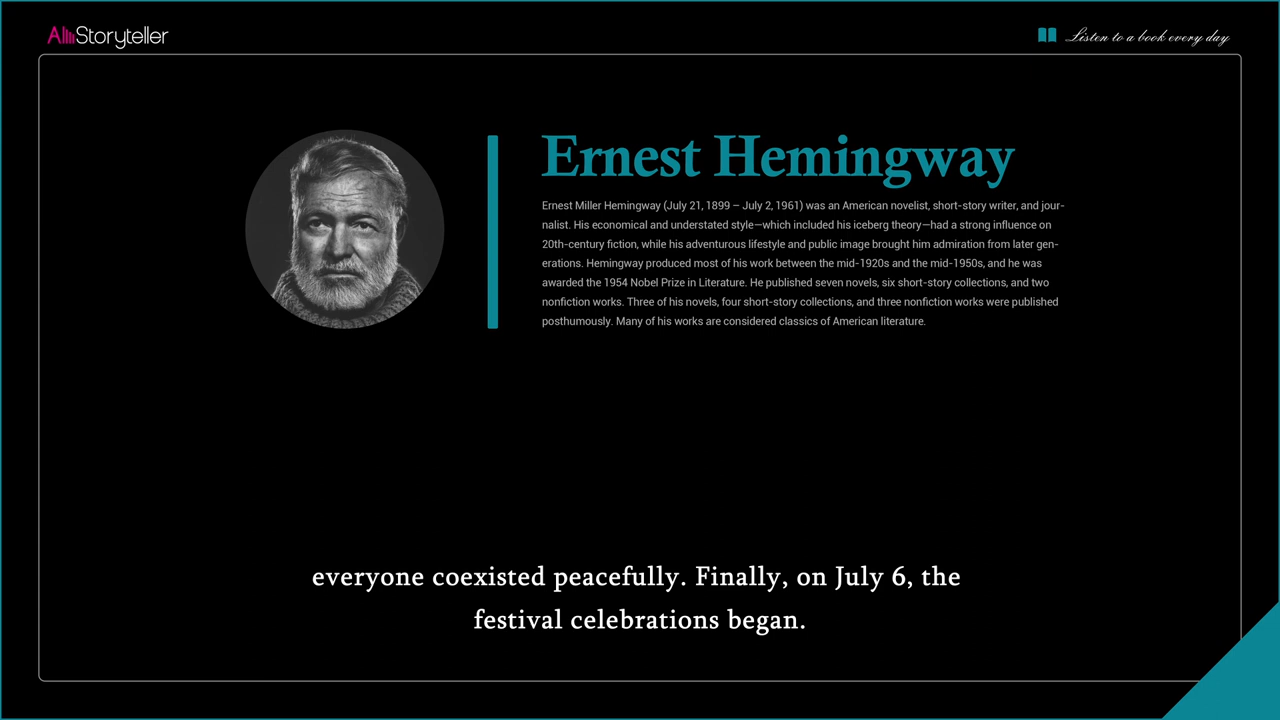 AllStoryteller
Listen to a book every day
Ernest Hemingway
Ernest Miller Hemingway (July 21, 1899 – July 2, 1961) was an American novelist, short-story writer, and jour-
nalist. His economical and understated style—which included his iceberg theory—had a strong influence on
20th-century fiction, while his adventurous lifestyle and public image brought him admiration from later gen-
erations. Hemingway produced most of his work between the mid-1920s and the mid-1950s, and he was
awarded the 1954 Nobel Prize in Literature. He published seven novels, six short-story collections, and two
nonfiction works. Three of his novels, four short-story collections, and three nonfiction works were published
posthumously. Many of his works are considered classics of American literature.
everyone coexisted peacefully. Finally, on July 6, the
festival celebrations began.